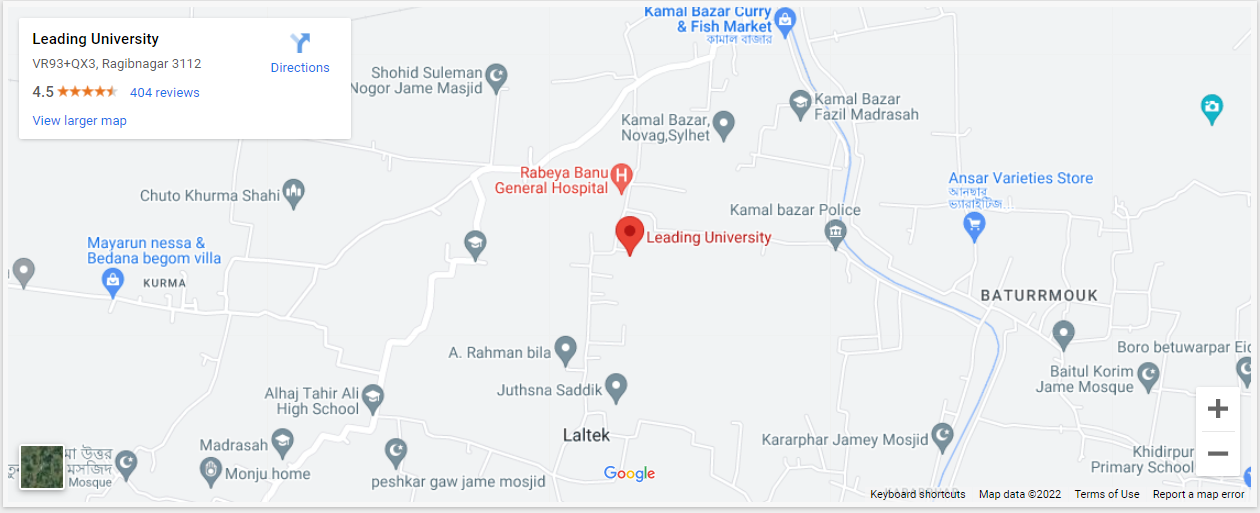 Leading University
VR93+QX3, Ragibnagar 3112
4.5
404 reviews
View larger map
Directions
Kamal Bazar Curry
& Fish Market
কামাল বাজার
Shohid Suleman
Nogor Jame Masjid
Kamal Bazar
Fazil Madrasah
Kamal Bazar,
Novag,Sylhet
Rabeya Banu
General Hospital
H
Ansar Varieties Store
আনছার
ভ্যারাইটিজ...
Chuto Khurma Shahi
Kamal bazar Police
Leading University
Mayarun nessa &
Bedana begom villa
KURMA
BATURRMOUK
A. Rahman bila
Boro betuwarpar Eid
Baitul Korim
Jame Mosque
Juthsna Saddik
Alhaj Tahir Ali
High School
Laltek
Kararphar Jamey Mosjid
Madrasah
মা উত্তর
মসজিদ
Mosque
Monju home
peshkar gaw jame mosjid
Khidirpur
Primary School
Google
Keyboard shortcuts
Map data ©2022
Terms of Use
Report a map error